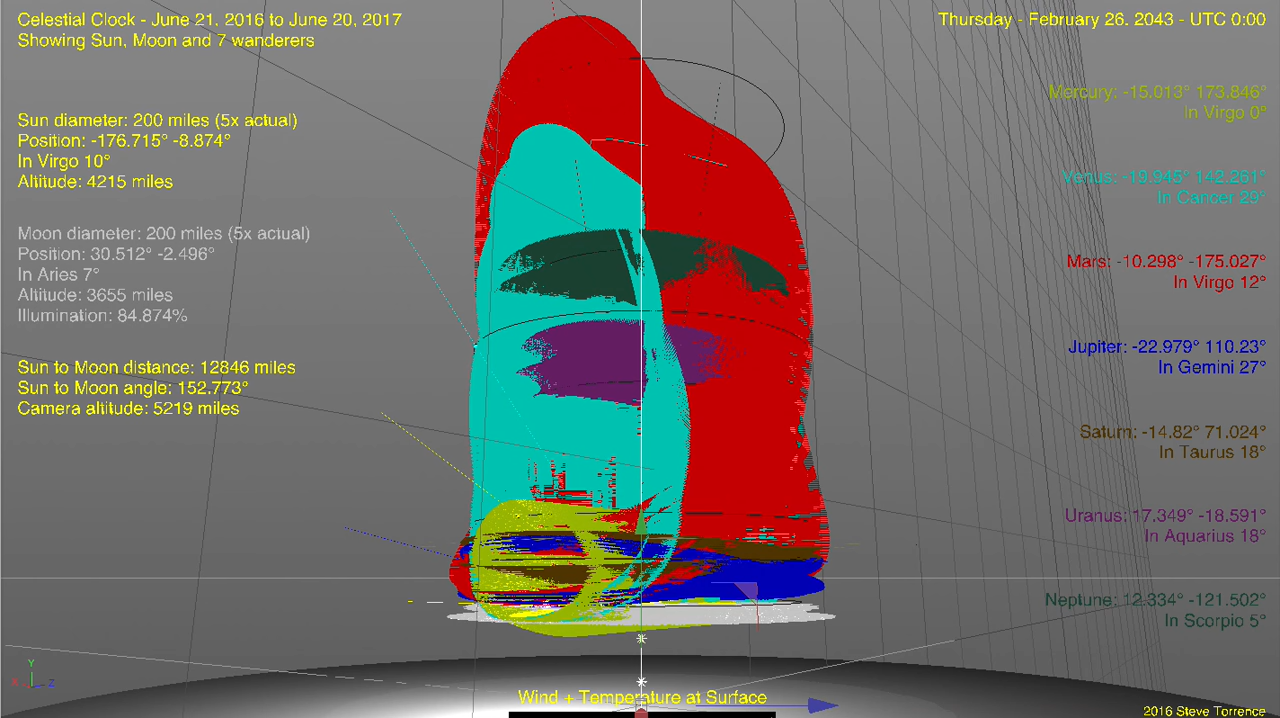 Celestial Clock - June 21. 2016 to June 20, 2017
Showing Sun, Moon and 7 wanderers
Thursday - February 26. 2043 - UTC 0:00
Sun diameter: 200 miles (5x actual)
Position: -176.715° -8.874°
In Virgo 10°
Altitude: 4215 miles
Moon diameter: 200 miles (5x actual)
Position: 30.512° -2.496°
In Aries 7°
Altitude: 3655 miles
Illumination: 84.874%
Sun to Moon distance: 12846 miles
Sun to Moon angle: 152.773°
Camera altitude: 5219 miles
Mercury: -15.013° 173.846°
In Virgo 0°
Venus: -19.945° 142.261°
In Cancer 29°
Mars: -10.298° -175.027°
In Virgo 12°
Jupiter: -22.979° 110.23°
In Gemini 27°
Saturn: -14.82° 71.024°
In Taurus 18°
Uranus: 17.349° -18.591°
In Aquarius 18°
Neptune: 12.334° -121.502°
In Scorpio 5°
Y
X
Z
Wind + Temperature at Surface
2016 Steve Torrence